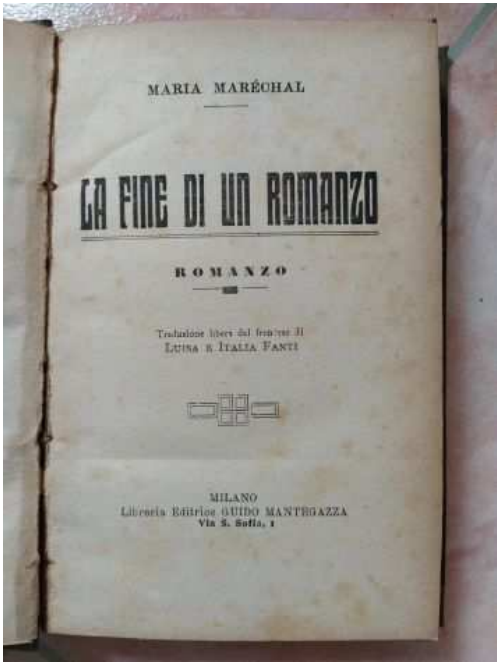 MARIA MARÉCHAL
LA FINE DI UN ROMANZO
ROMANZO
Traduzione libera dal francese di
LUISA E ITALIA FANTI
MILANO
Libreria Editrice GUIDO MANTEGAZZA
Via S. Sofia, 1